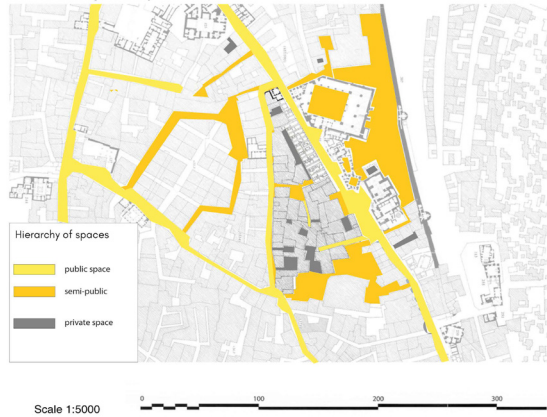 Hierarchy of spaces
public space
semi-public
private space
Scale 1:5000
0 100 200 300